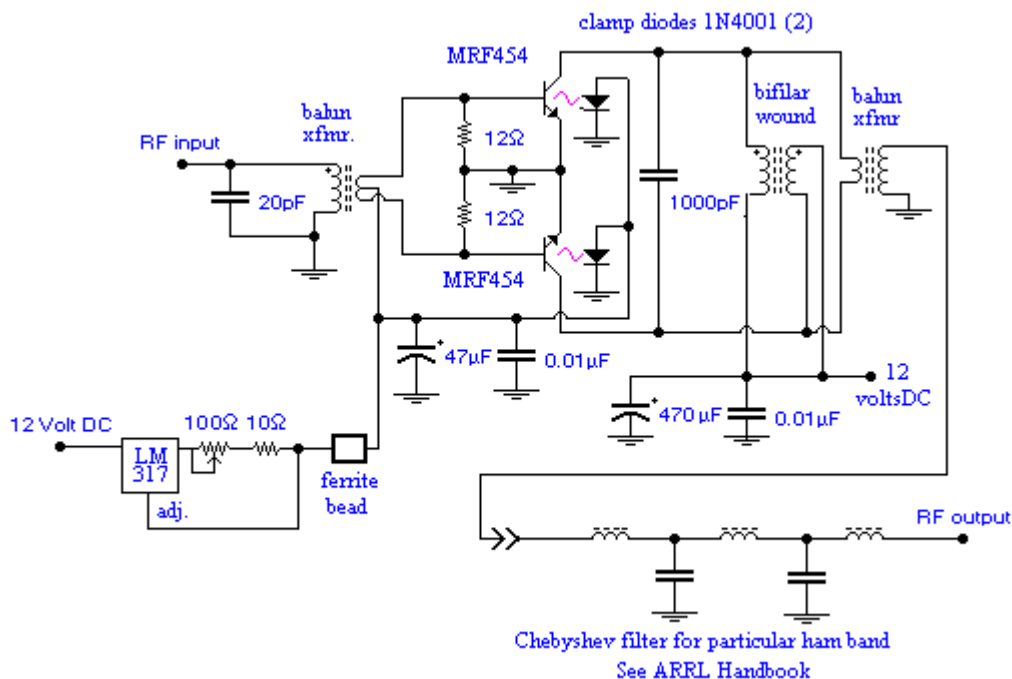 clamp diodes 1N4001 (2)
MRF454
bifilar
wound
balun
xfmr
balun
xfmr.
RF input
12Ω
20pF
1000pF
12Ω
MRF454
47µF
0.01µF
12
voltsDC
470µF
0.01µF
12 Volt DC
100Ω 10Ω
LM
317
adj.
ferrite
bead
RF output
Chebyshev filter for particular ham band
See ARRL Handbook